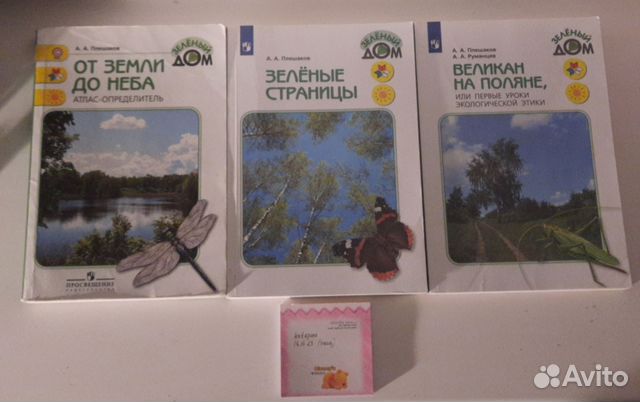 А. А. Плешаков
ОТ ЗЕМЛИ
ДО НЕБА
АТЛАС-ОПРЕДЕЛИТЕЛЬ
ЗЕЛЁНЫЙ
ДОМ
ПРОСВЕЩЕНИЕ
ИЗДАТЕЛЬСТВО
А. А. Плешаков
ЗЕЛЁНЫЕ
СТРАНИЦЫ
ЗЕЛЁНЫЙ
ДОМ
А. А. Плешаков
А. А. Румянцев
ВЕЛИКАН
НА ПОЛЯНЕ,
ИЛИ ПЕРВЫЕ УРОКИ
ЭКОЛОГИЧЕСКОЙ ЭТИКИ
ЗЕЛЁНЫЙ
ДОМ
Avito